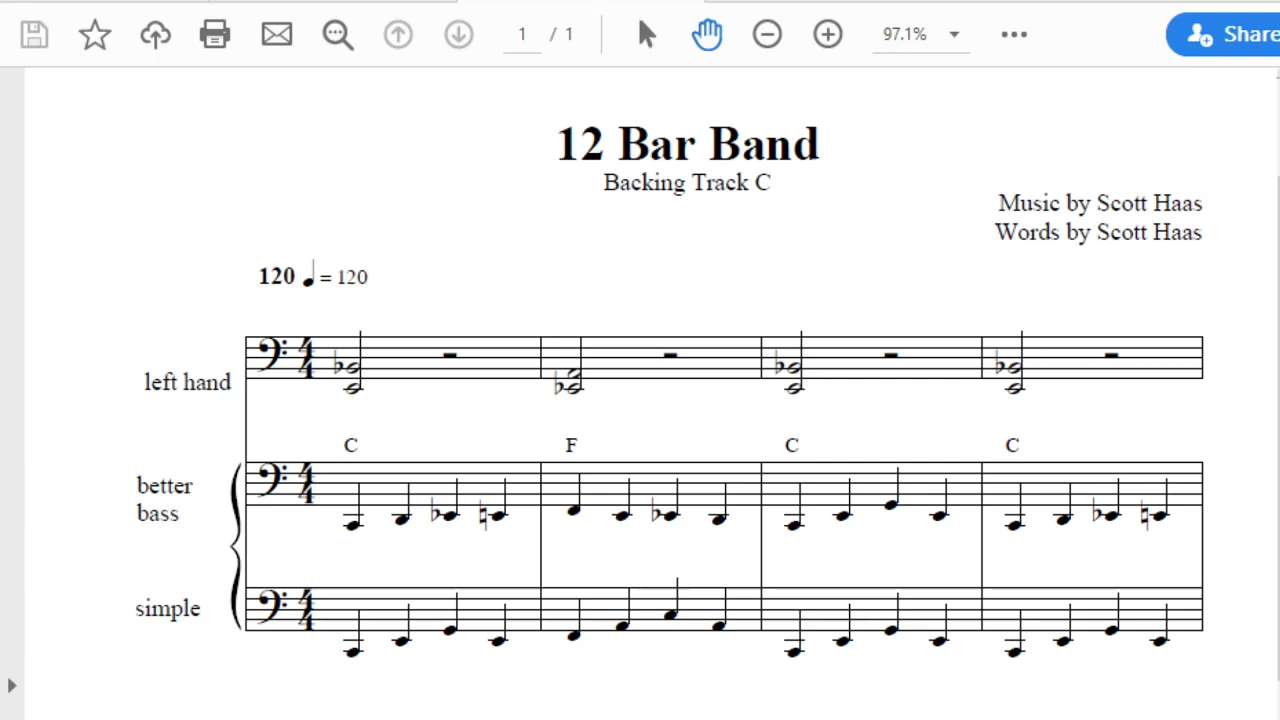 1 / 1
97.1%
Share
12 Bar Band
Backing Track C
Music by Scott Haas
Words by Scott Haas
120 ♩ = 120
left hand
C F C C
better
bass
simple